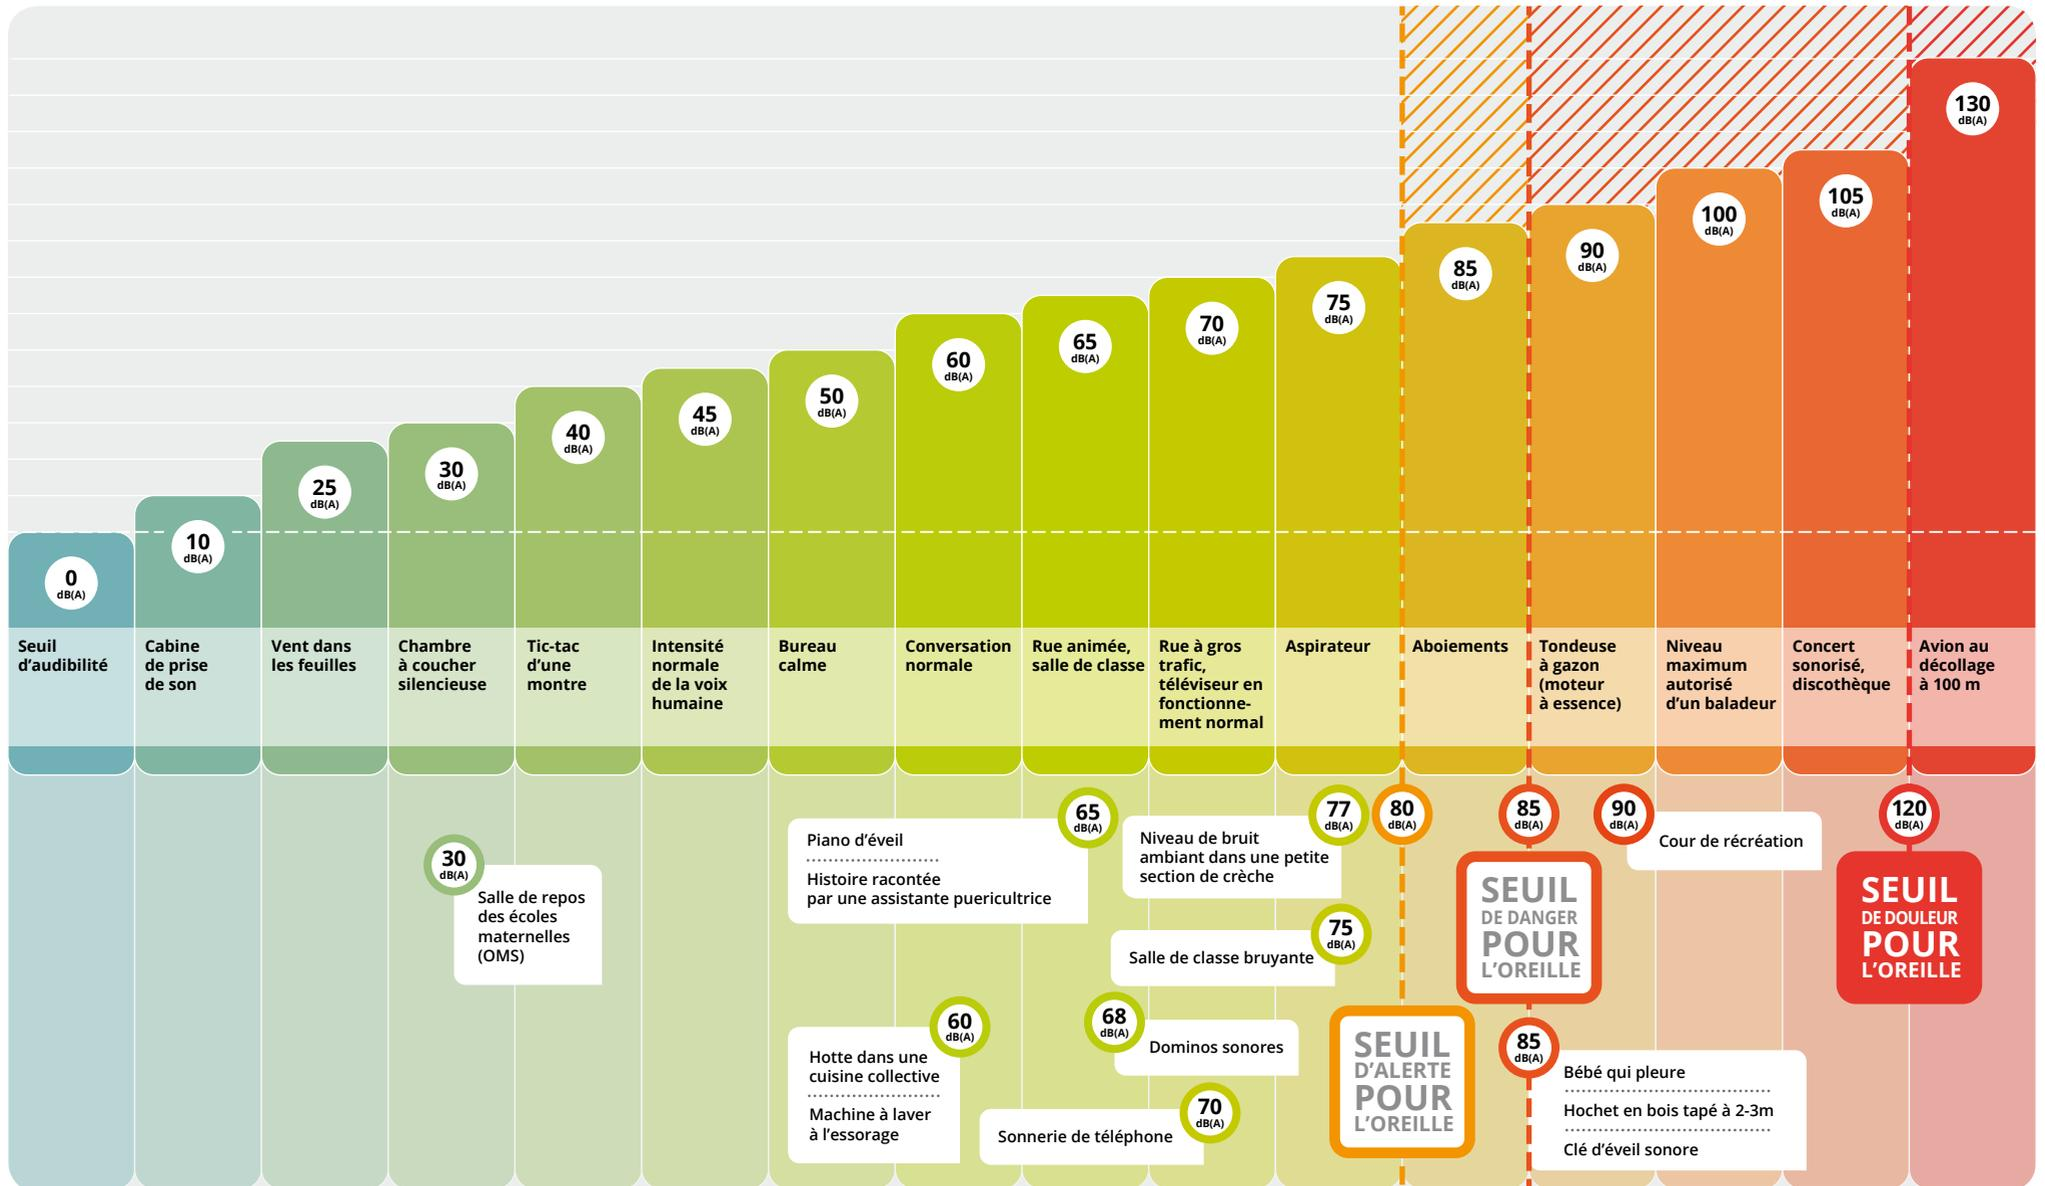 0
dB(A)
10
dB(A)
25
dB(A)
30
dB(A)
40
dB(A)
45
dB(A)
50
dB(A)
60
dB(A)
65
dB(A)
70
dB(A)
75
dB(A)
85
dB(A)
90
dB(A)
100
dB(A)
105
dB(A)
130
dB(A)
Seuil
d’audibilité
Cabine
de prise
de son
Vent dans
les feuilles
Chambre
à coucher
silencieuse
Tic-tac
d’une
montre
Intensité
normale
de la voix
humaine
Bureau
calme
Conversation
normale
Rue animée,
salle de classe
Rue à gros
trafic,
téléviseur en
fonctionne-
ment normal
Aspirateur
Aboiements
Tondeuse
à gazon
(moteur
à essence)
Niveau
maximum
autorisé
d’un baladeur
Concert
sonorisé,
discothèque
Avion au
décollage
à 100 m
30
dB(A)
Salle de repos
des écoles
maternelles
(OMS)
65
dB(A)
Piano d’éveil
Histoire racontée
par une assistante puericultrice
60
dB(A)
Hotte dans une
cuisine collective
Machine à laver
à l’essorage
77
dB(A)
Niveau de bruit
ambiant dans une petite
section de crèche
75
dB(A)
Salle de classe bruyante
68
dB(A)
Dominos sonores
70
dB(A)
Sonnerie de téléphone
80
dB(A)
SEUIL
D’ALERTE
POUR
L’OREILLE
85
dB(A)
SEUIL
DE DANGER
POUR
L’OREILLE
90
dB(A)
Cour de récréation
85
dB(A)
Bébé qui pleure
Hochet en bois tapé à 2-3m
Clé d’éveil sonore
120
dB(A)
SEUIL
DE DOULEUR
POUR
L’OREILLE